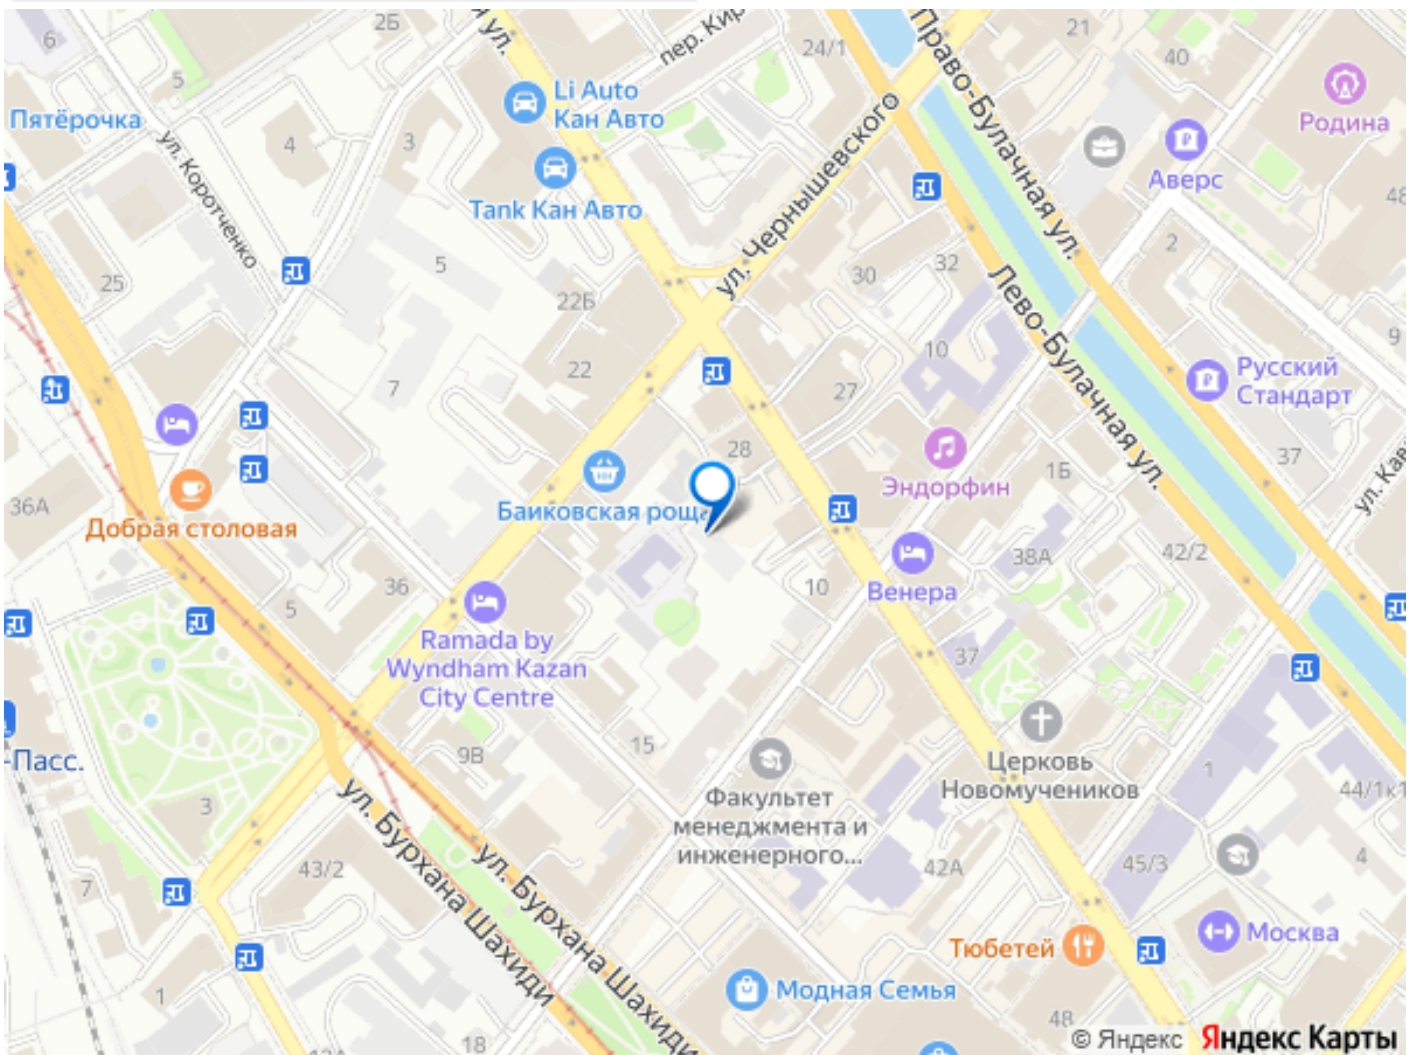 я ул.
2Б
6
пер. Кир
24/1
21
40
5
Li Auto
Кан Авто
Право-Булачная ул.
Родина
Пятёрочка
ул. Коротченко
4
3
Tank Кан Авто
ул. Чернышевского
Аверс
48
2
5
25
22Б
30
32
Лево-Булачная ул.
9
22
10
7
27
Русский
Стандарт
28
Эндорфин
1Б
37
ул. Кав
36А
Добрая столовая
Баиковская роща
38А
42/2
36
5
10
Венера
Ramada by
Wyndham Kazan
City Centre
37
-Пасс.
9В
15
Церковь
Новомучеников
1
44/1к1
3
ул. Бурхана Шахиди
Факультет
менеджмента и
инженерного...
ул. Бурхана Шахиди
43/2
42А
45/3
4
7
Тюбетей
Москва
1
Модная Семья
48
18
© Яндекс Яндекс Карты